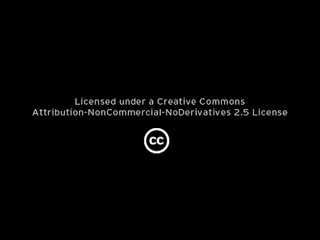 Licensed under a Creative Commons
Attribution-NonCommercial-NoDerivatives 2.5 License
cc